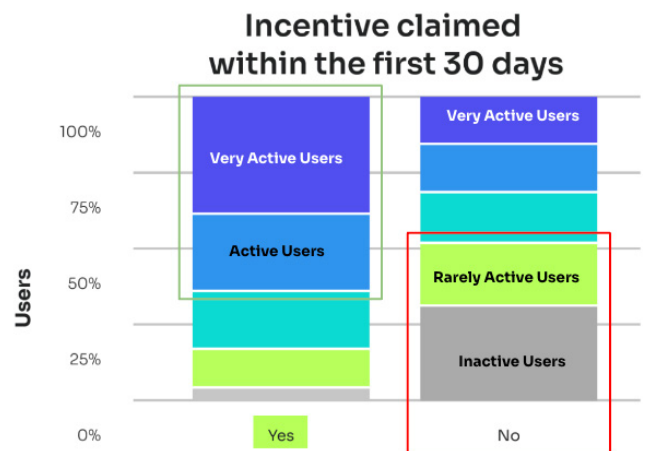 Incentive claimed
within the first 30 days
100%
75%
50%
25%
0%
Users
Very Active Users
Active Users
Yes
Very Active Users
Rarely Active Users
Inactive Users
No